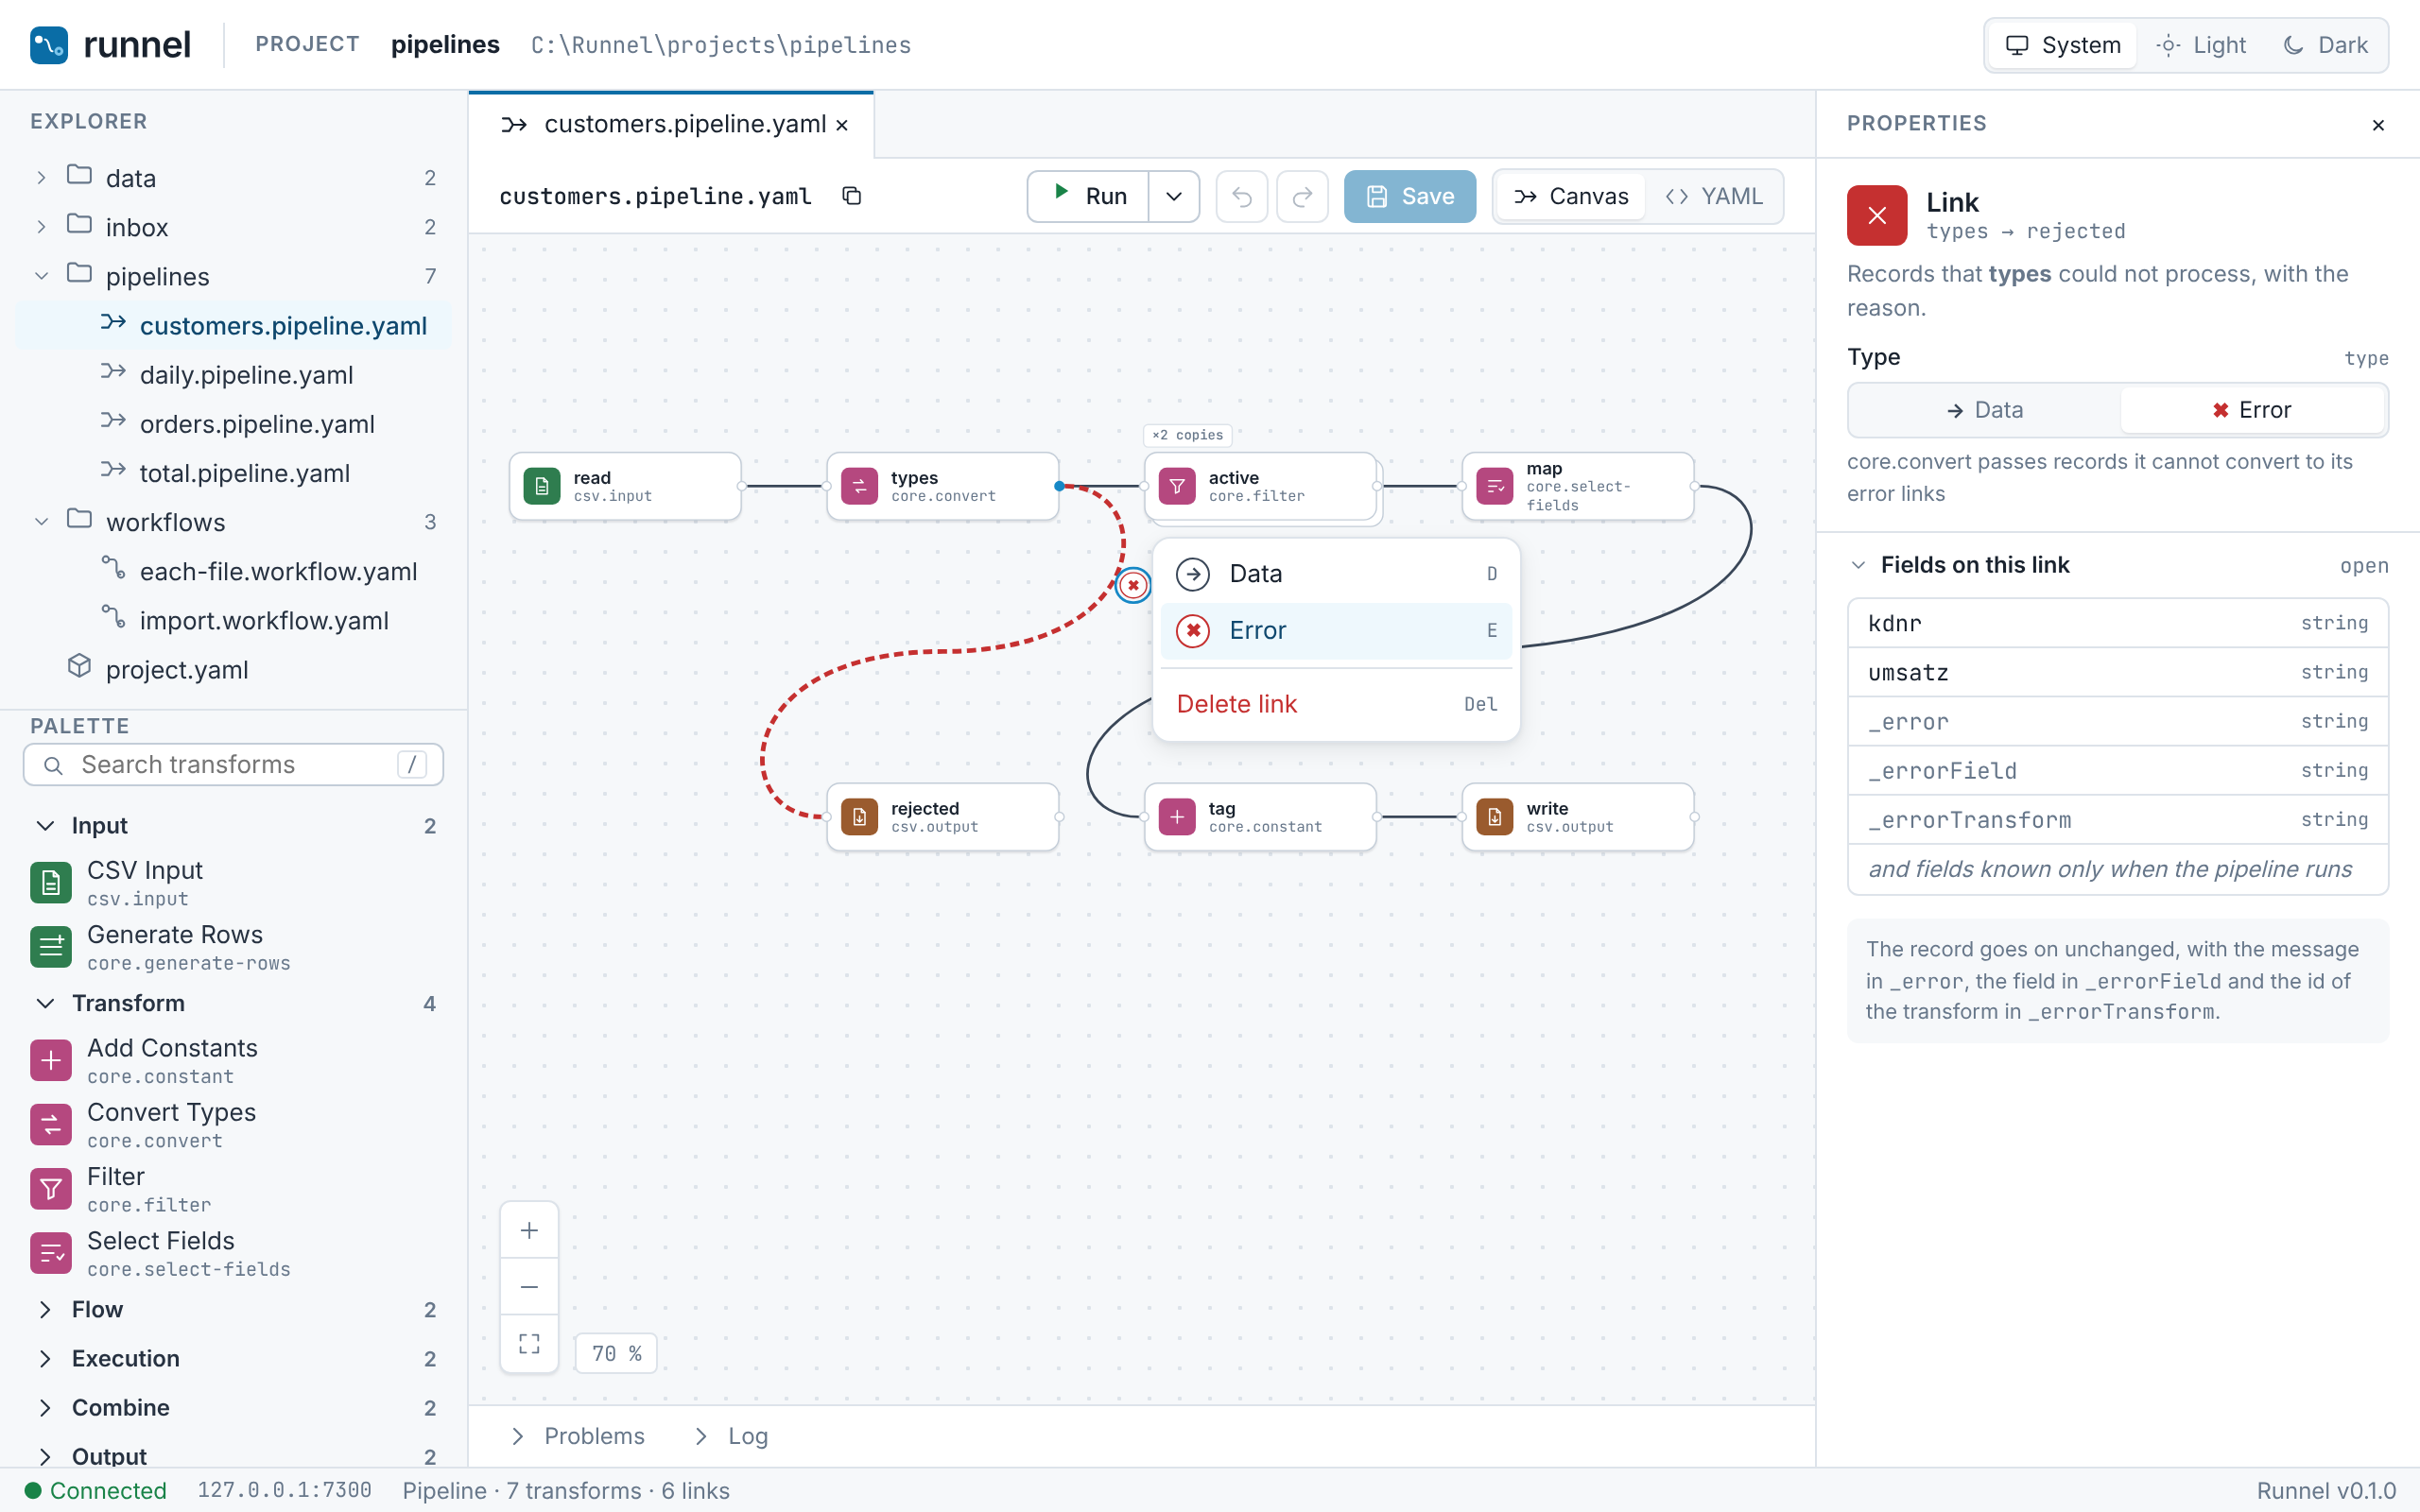 runnel
PROJECT pipelines C:\Runnel\projects\pipelines
System Light Dark
EXPLORER
data 2
inbox 2
pipelines 7
customers.pipeline.yaml
daily.pipeline.yaml
orders.pipeline.yaml
total.pipeline.yaml
workflows 3
each-file.workflow.yaml
import.workflow.yaml
project.yaml
PALETTE
Search transforms /
Input 2
CSV Input
csv.input
Generate Rows
core.generate-rows
Transform 4
Add Constants
core.constant
Convert Types
core.convert
Filter
core.filter
Select Fields
core.select-fields
Flow 2
Execution 2
Combine 2
Output 2
customers.pipeline.yaml ×
customers.pipeline.yaml
Run
Save
Canvas
YAML
×2 copies
read
csv.input
types
core.convert
active
core.filter
map
core.select-
fields
Data D
Error E
Delete link Del
rejected
csv.output
tag
core.constant
write
csv.output
70 %
Problems
Log
PROPERTIES ×
Link
types → rejected
Records that types could not process, with the
reason.
Type type
→ Data
✖ Error
core.convert passes records it cannot convert to its
error links
Fields on this link open
kdnr string
umsatz string
_error string
_errorField string
_errorTransform string
and fields known only when the pipeline runs
The record goes on unchanged, with the message
in _error, the field in _errorField and the id of
the transform in _errorTransform.
Connected 127.0.0.1:7300 Pipeline · 7 transforms · 6 links
Runnel v0.1.0